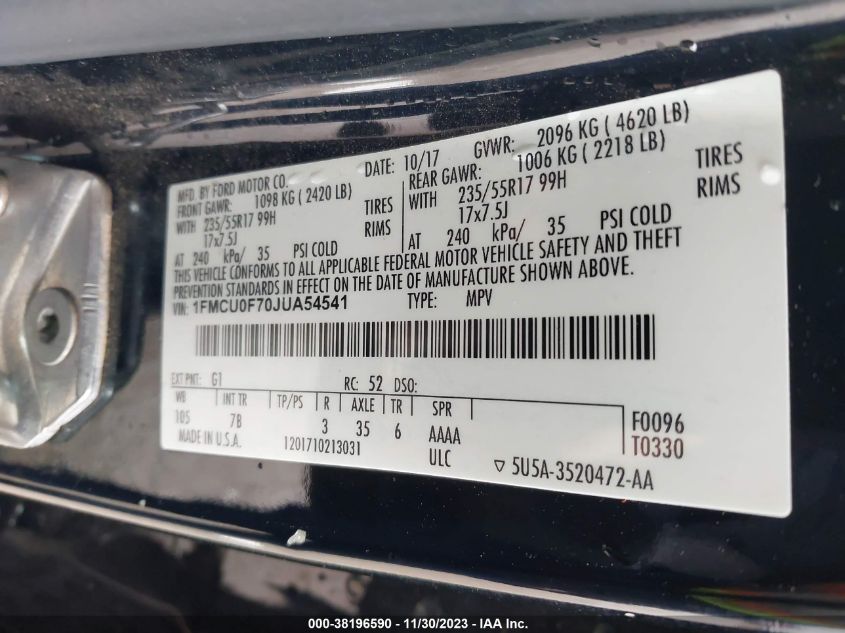 MFD. BY FORD MOTOR CO. DATE: 10/17 GVWR: 2096 KG ( 4620 LB)
FRONT GAWR: 1098 KG ( 2420 LB) REAR GAWR: 1006 KG ( 2218 LB)
WITH 235/55R17 99H TIRES WITH 235/55R17 99H TIRES
17x7.5J RIMS 17x7.5J RIMS
AT 240 kPa/ 35 PSI COLD AT 240 kPa/ 35 PSI COLD
THIS VEHICLE CONFORMS TO ALL APPLICABLE FEDERAL MOTOR VEHICLE SAFETY AND THEFT
PREVENTION STANDARDS IN EFFECT ON THE DATE OF MANUFACTURE SHOWN ABOVE.
VIN: 1FMCU0F70JUA54541 TYPE: MPV
EXT PNT: G1 RC: 52 DSO:
WB INT TR TP/PS R AXLE TR SPR
105 7B 3 35 6 AAAA F0096
MADE IN U.S.A. 1201710213031 ULC T0330
▽ 5U5A-3520472-AA
000-38196590 - 11/30/2023 - IAA Inc.